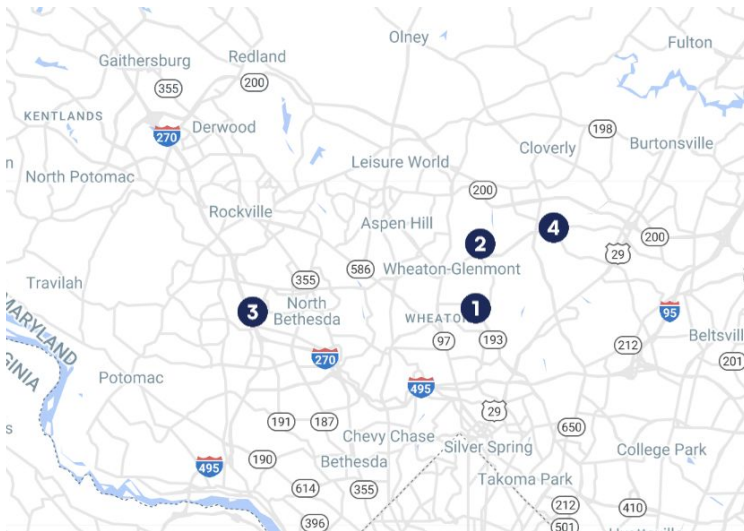 Olney
Fulton
Redland
Gaithersburg
355
200
KENTLANDS
Derwood
270
198
Cloverly
Burtonsville
Leisure World
n
North Potomac
200
Rockville
Aspen Hill
4
200
2
29
586
Wheaton-Glenmont
355
Travilah
North
Bethesda
3
WHEATON
1
95
MARYLAND
97
193
212
Beltsvill
201
270
GINIA
Potomac
495
29
191
187
650
s
Chevy Chase
Silver Spring
College Park
190
495
Bethesda
Takoma Park
614
355
212
410
396
501